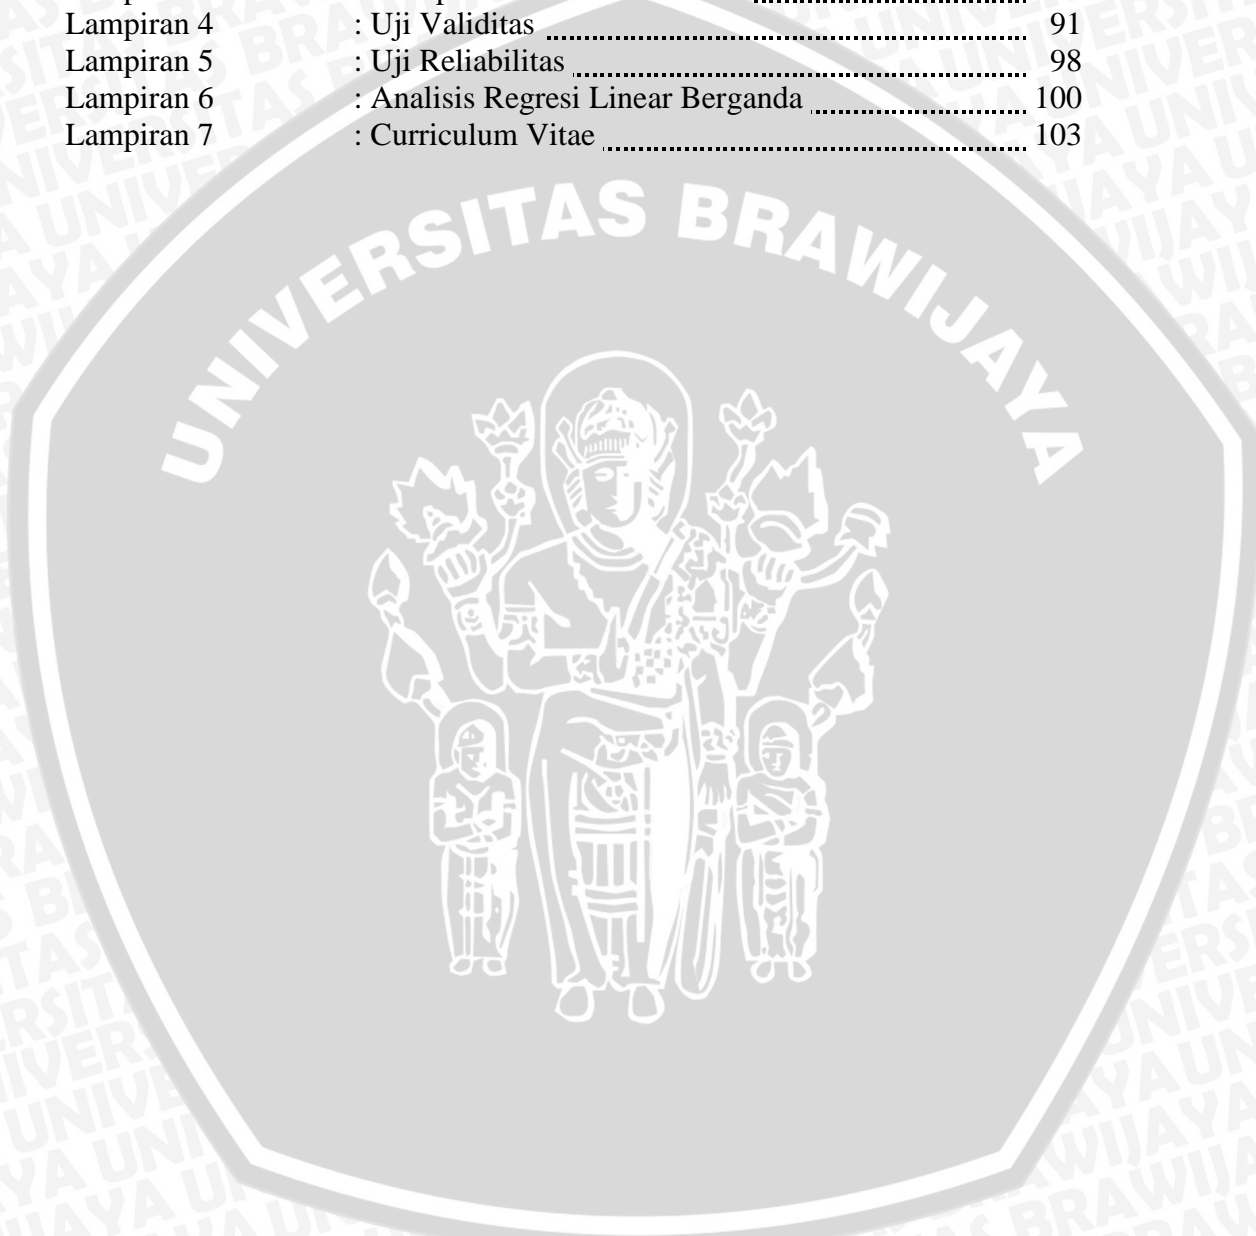 Lampiran 4 : Uji Validitas 91
Lampiran 5 : Uji Reliabilitas 98
Lampiran 6 : Analisis Regresi Linear Berganda 100
Lampiran 7 : Curriculum Vitae 103
UNIVERSITAS BRAWIJAYA